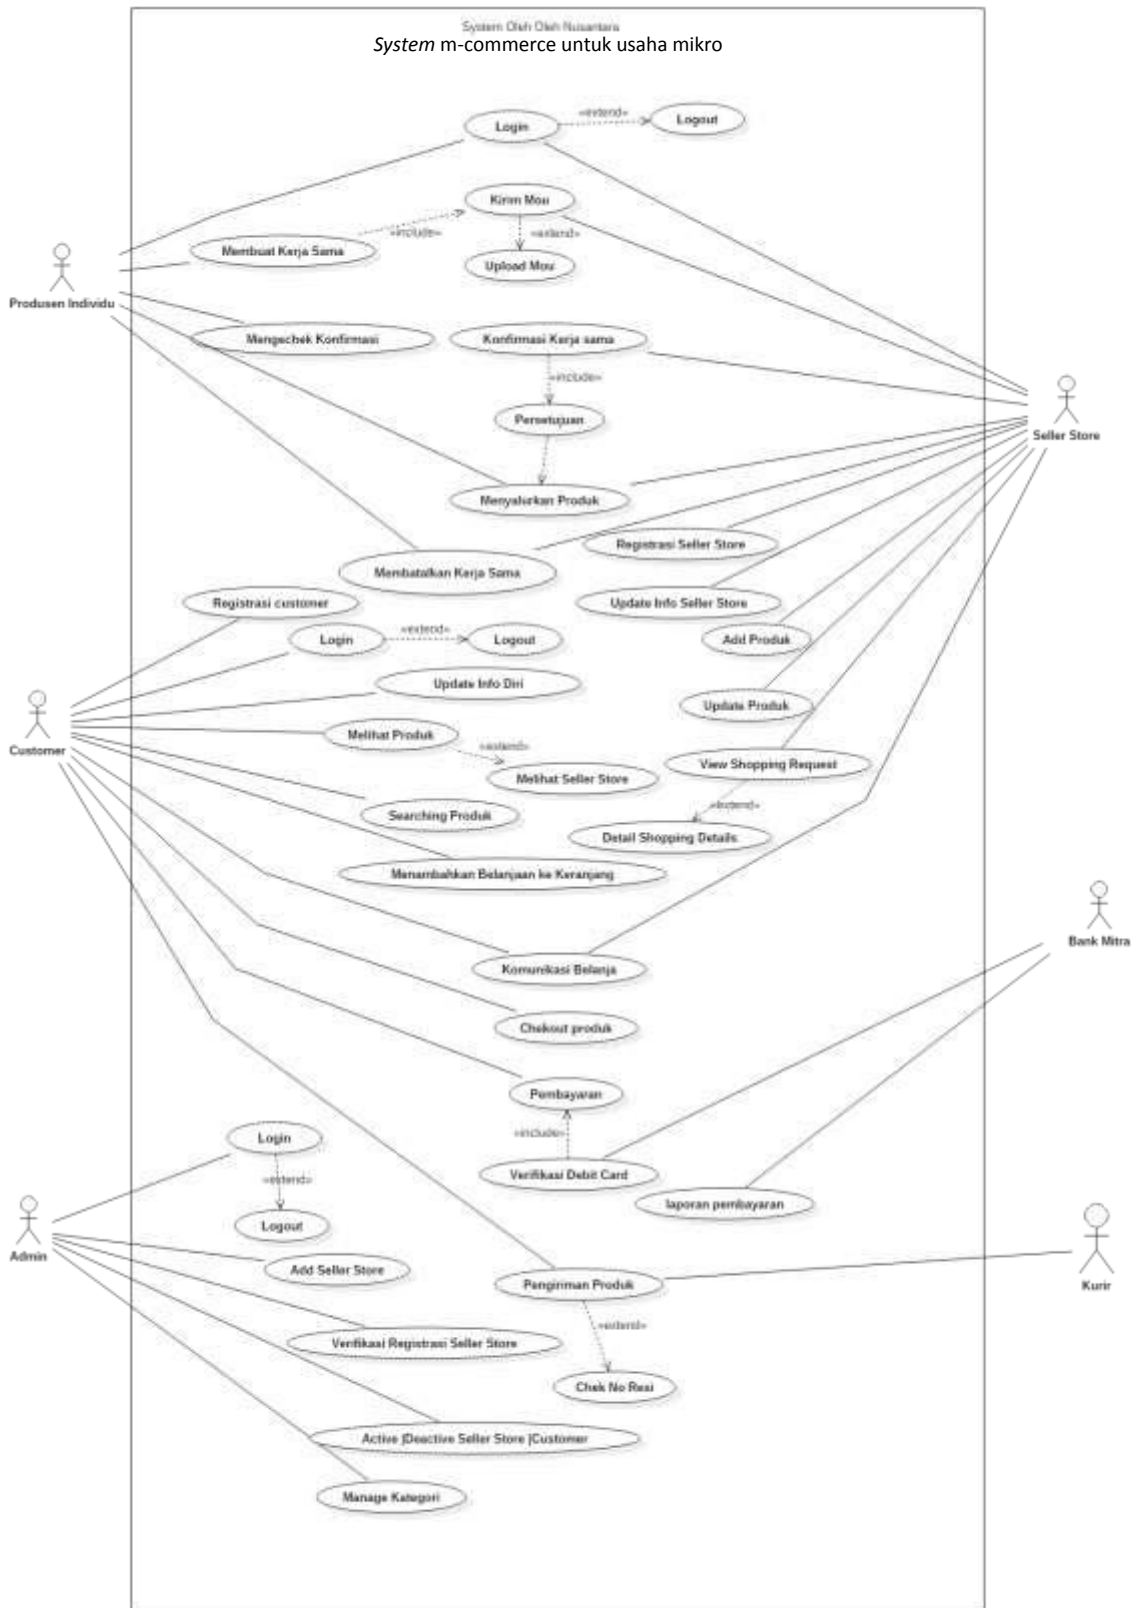 System Oleh Oleh Nusantara
System m-commerce untuk usaha mikro
Login
«extend»
Logout
Kirim Mou
«include»
Membuat Kerja Sama
«extend»
Upload Mou
Produsen Individu
Mengechek Konfirmasi
Konfirmasi Kerja sama
«include»
Persetujuan
Seller Store
Menyalurkan Produk
Registrasi Seller Store
Membatalkan Kerja Sama
Registrasi customer
Update Info Seller Store
Login
«extend»
Logout
Add Produk
Update Info Diri
Update Produk
Customer
Melihat Produk
«extend»
Melihat Seller Store
View Shopping Request
«extend»
Searching Produk
Detail Shopping Details
Menambahkan Belanjaan ke Keranjang
Bank Mitra
Komunikasi Belanja
Chekout produk
Pembayaran
«include»
Login
«extend»
Verifikasi Debit Card
laporan pembayaran
Logout
Admin
Add Seller Store
Pengiriman Produk
Kurir
«extend»
Verifikasi Registrasi Seller Store
Chek No Resi
Active |Deactive Seller Store |Customer
Manage Kategori